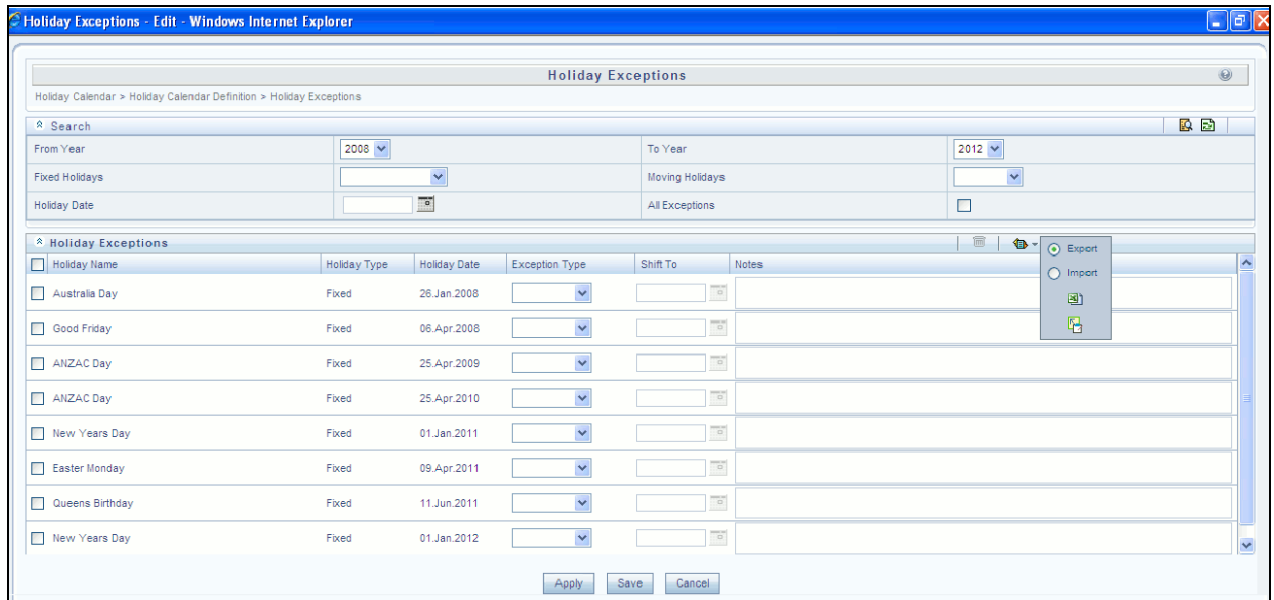 Holiday Exceptions - Edit - Windows Internet Explorer
Holiday Exceptions
Holiday Calendar > Holiday Calendar Definition > Holiday Exceptions
Search
From Year 2008 To Year 2012
Fixed Holidays Moving Holidays
Holiday Date All Exceptions
Holiday Exceptions
Export
Holiday Name Holiday Type Holiday Date Exception Type Shift To Notes
Import
Australia Day Fixed 26.Jan.2008
Good Friday Fixed 06.Apr.2008
ANZAC Day Fixed 25.Apr.2009
ANZAC Day Fixed 25.Apr.2010
New Years Day Fixed 01.Jan.2011
Easter Monday Fixed 09.Apr.2011
Queens Birthday Fixed 11.Jun.2011
New Years Day Fixed 01.Jan.2012
Apply Save Cancel